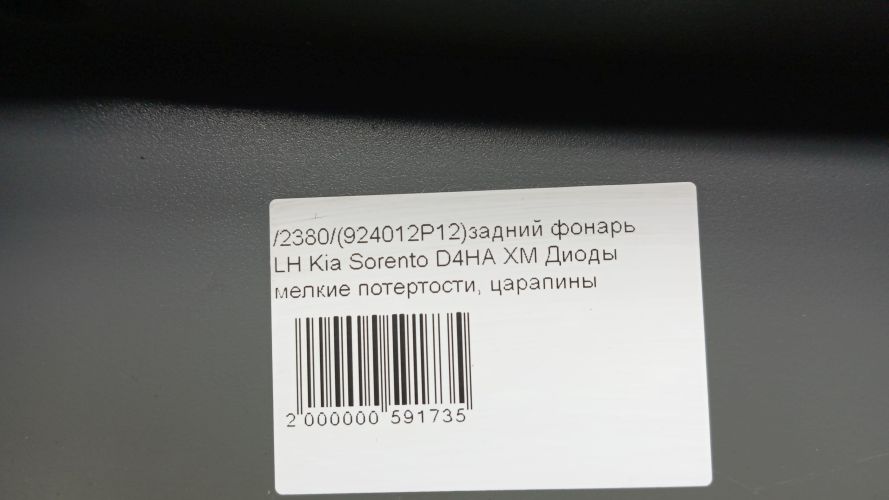 /2380/(924012P12)задний фонарь
LH Kia Sorento D4HA XM Диоды
мелкие потертости, царапины
2 000000 591735